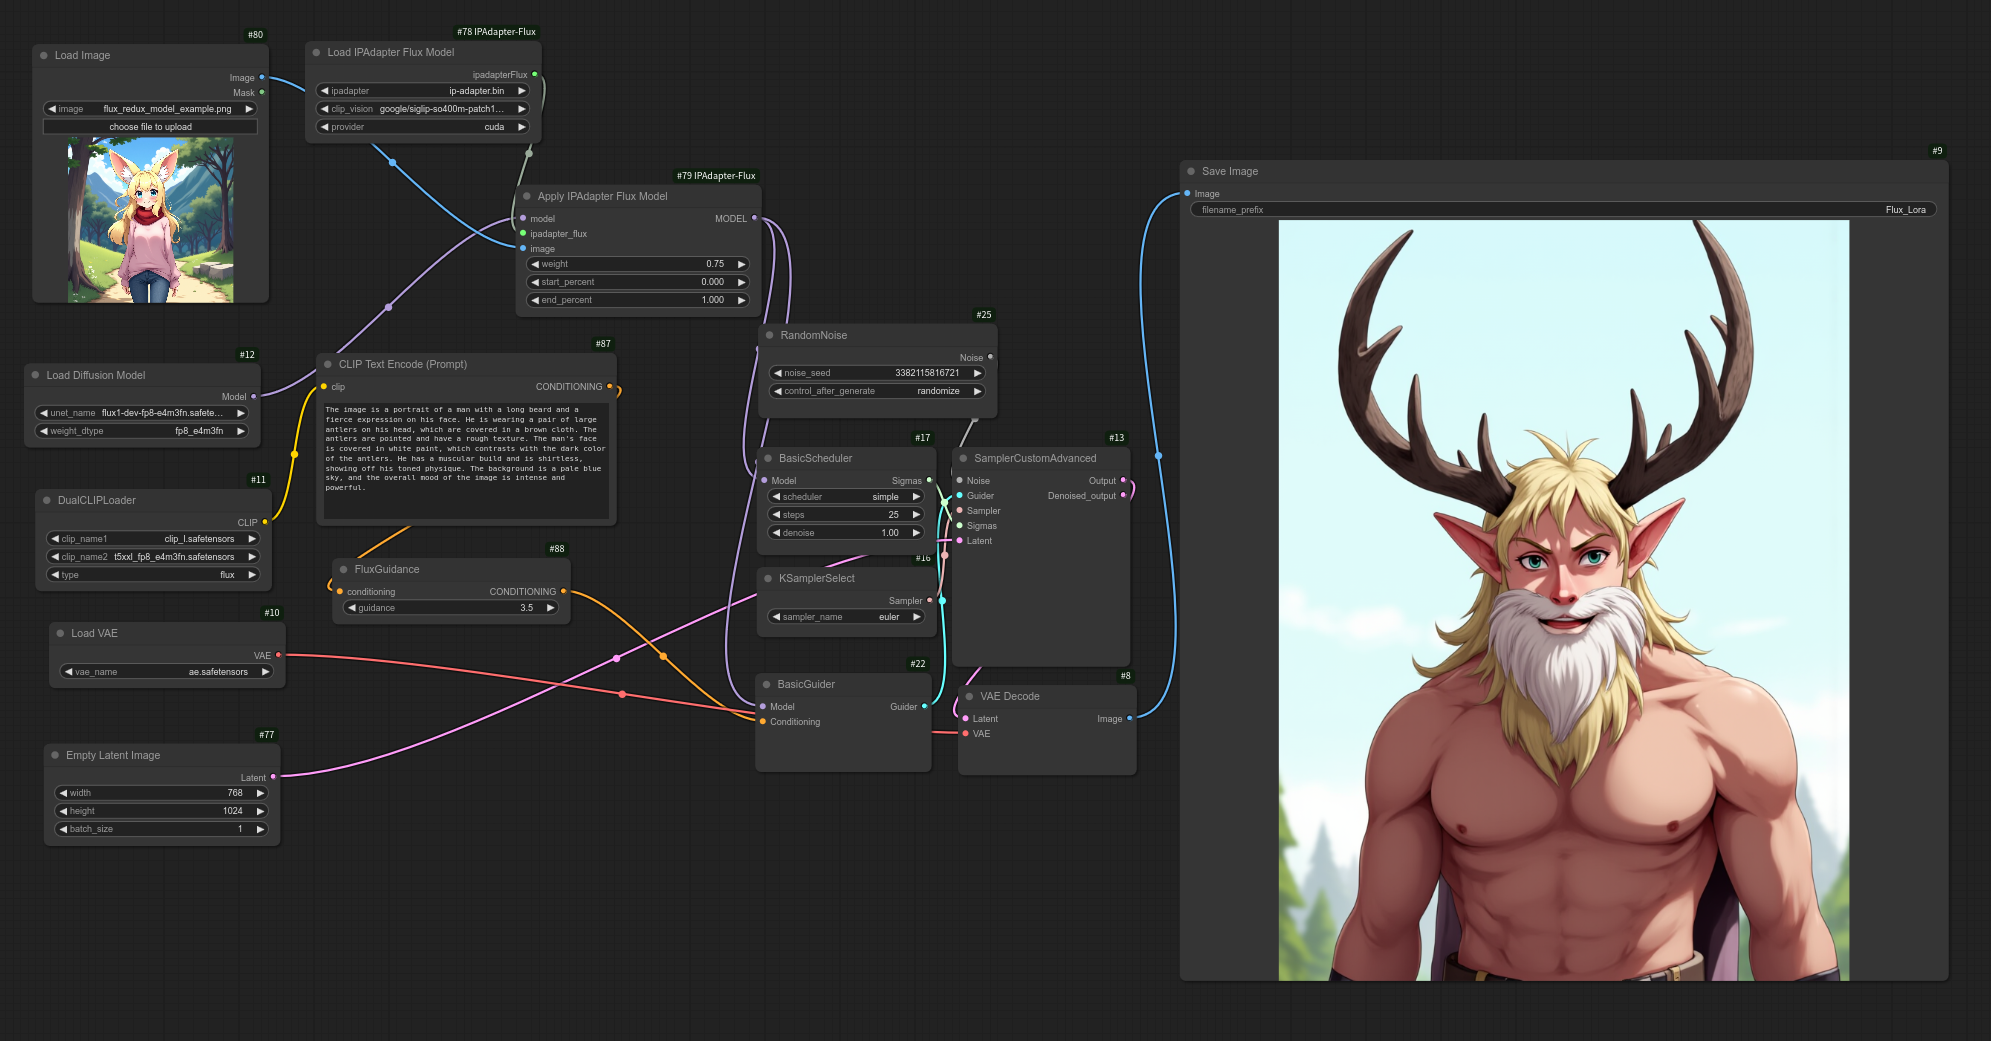 #80
Load Image
Image
Mask
image flux_redux_model_example.png
choose file to upload
#78 IPAdapter-Flux
Load IPAdapter Flux Model
ipadapterFlux
ipadapter ip-adapter.bin
clip_vision google/siglip-so400m-patch1...
provider cuda
#79 IPAdapter-Flux
Apply IPAdapter Flux Model
model MODEL
ipadapter_flux
image
weight 0.75
start_percent 0.000
end_percent 1.000
#12
Load Diffusion Model
Model
unet_name flux1-dev-fp8-e4m3fn.safete...
weight_dtype fp8_e4m3fn
#87
CLIP Text Encode (Prompt)
clip CONDITIONING
The image is a portrait of a man with a long beard and a
fierce expression on his face. He is wearing a pair of large
antlers on his head, which are covered in a brown cloth. The
antlers are pointed and have a rough texture. The man's face
is covered in white paint, which contrasts with the dark color
of the antlers. He has a muscular build and is shirtless,
showing off his toned physique. The background is a pale blue
sky, and the overall mood of the image is intense and
powerful.
#11
DualCLIPLoader
CLIP
clip_name1 clip_l.safetensors
clip_name2 t5xxl_fp8_e4m3fn.safetensors
type flux
#88
FluxGuidance
conditioning CONDITIONING
guidance 3.5
#10
Load VAE
VAE
vae_name ae.safetensors
#77
Empty Latent Image
Latent
width 768
height 1024
batch_size 1
#25
RandomNoise
Noise
noise_seed 3382115816721
control_after_generate randomize
#17
BasicScheduler
Model Sigmas
scheduler simple
steps 25
denoise 1.00
#16
KSamplerSelect
Sampler
sampler_name euler
#22
BasicGuider
Model Guider
Conditioning
#13
SamplerCustomAdvanced
Noise Output
Guider Denoised_output
Sampler
Sigmas
Latent
#8
VAE Decode
Latent Image
VAE
#9
Save Image
Image
filename_prefix Flux_Lora